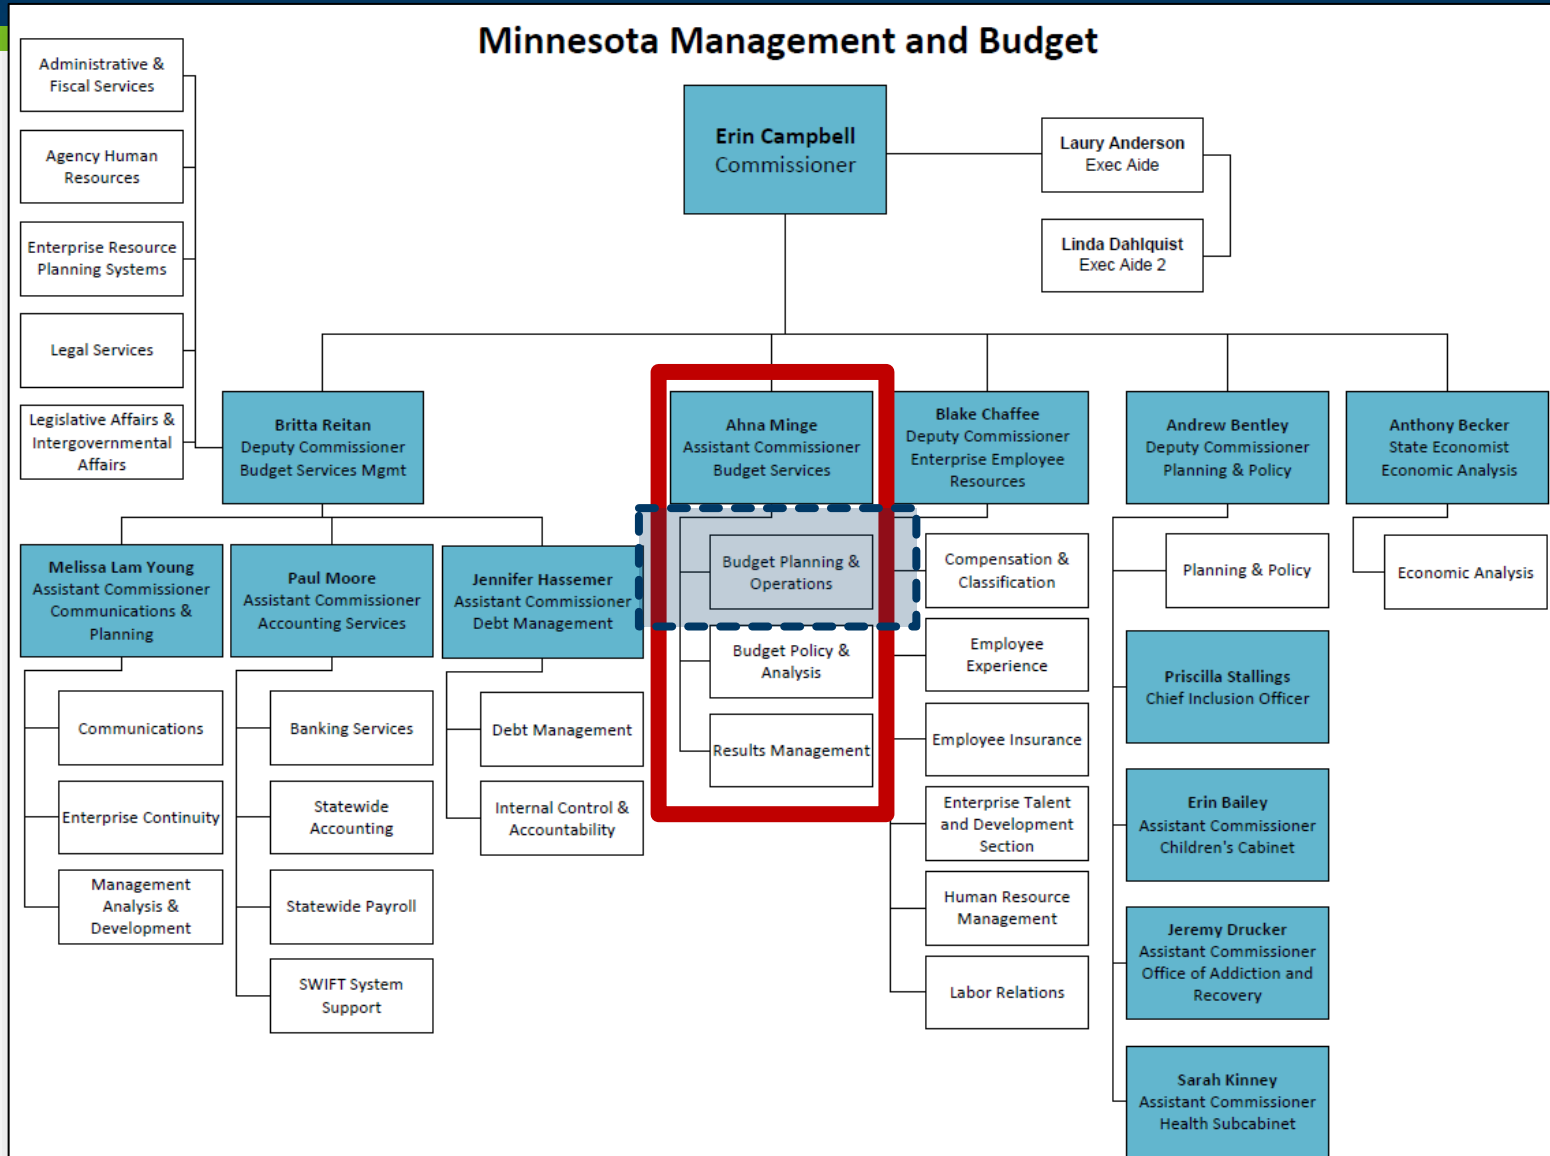 Minnesota Management and Budget
Administrative &
Fiscal Services
Agency Human
Resources
Enterprise Resource
Planning Systems
Legal Services
Legislative Affairs &
Intergovernmental
Affairs
Erin Campbell
Commissioner
Laury Anderson
Exec Aide
Linda Dahlquist
Exec Aide 2
Britta Reitan
Deputy Commissioner
Budget Services Mgmt
Ahna Minge
Assistant Commissioner
Budget Services
Blake Chaffee
Deputy Commissioner
Enterprise Employee
Resources
Andrew Bentley
Deputy Commissioner
Planning & Policy
Anthony Becker
State Economist
Economic Analysis
Melissa Lam Young
Assistant Commissioner
Communications &
Planning
Paul Moore
Assistant Commissioner
Accounting Services
Jennifer Hassemer
Assistant Commissioner
Debt Management
Communications
Enterprise Continuity
Management
Analysis &
Development
Banking Services
Statewide
Accounting
Statewide Payroll
SWIFT System
Support
Debt Management
Internal Control &
Accountability
Budget Planning &
Operations
Budget Policy &
Analysis
Results Management
Compensation &
Classification
Employee
Experience
Employee Insurance
Enterprise Talent
and Development
Section
Human Resource
Management
Labor Relations
Planning & Policy
Priscilla Stallings
Chief Inclusion Officer
Erin Bailey
Assistant Commissioner
Children's Cabinet
Jeremy Drucker
Assistant Commissioner
Office of Addiction and
Recovery
Sarah Kinney
Assistant Commissioner
Health Subcabinet
Economic Analysis